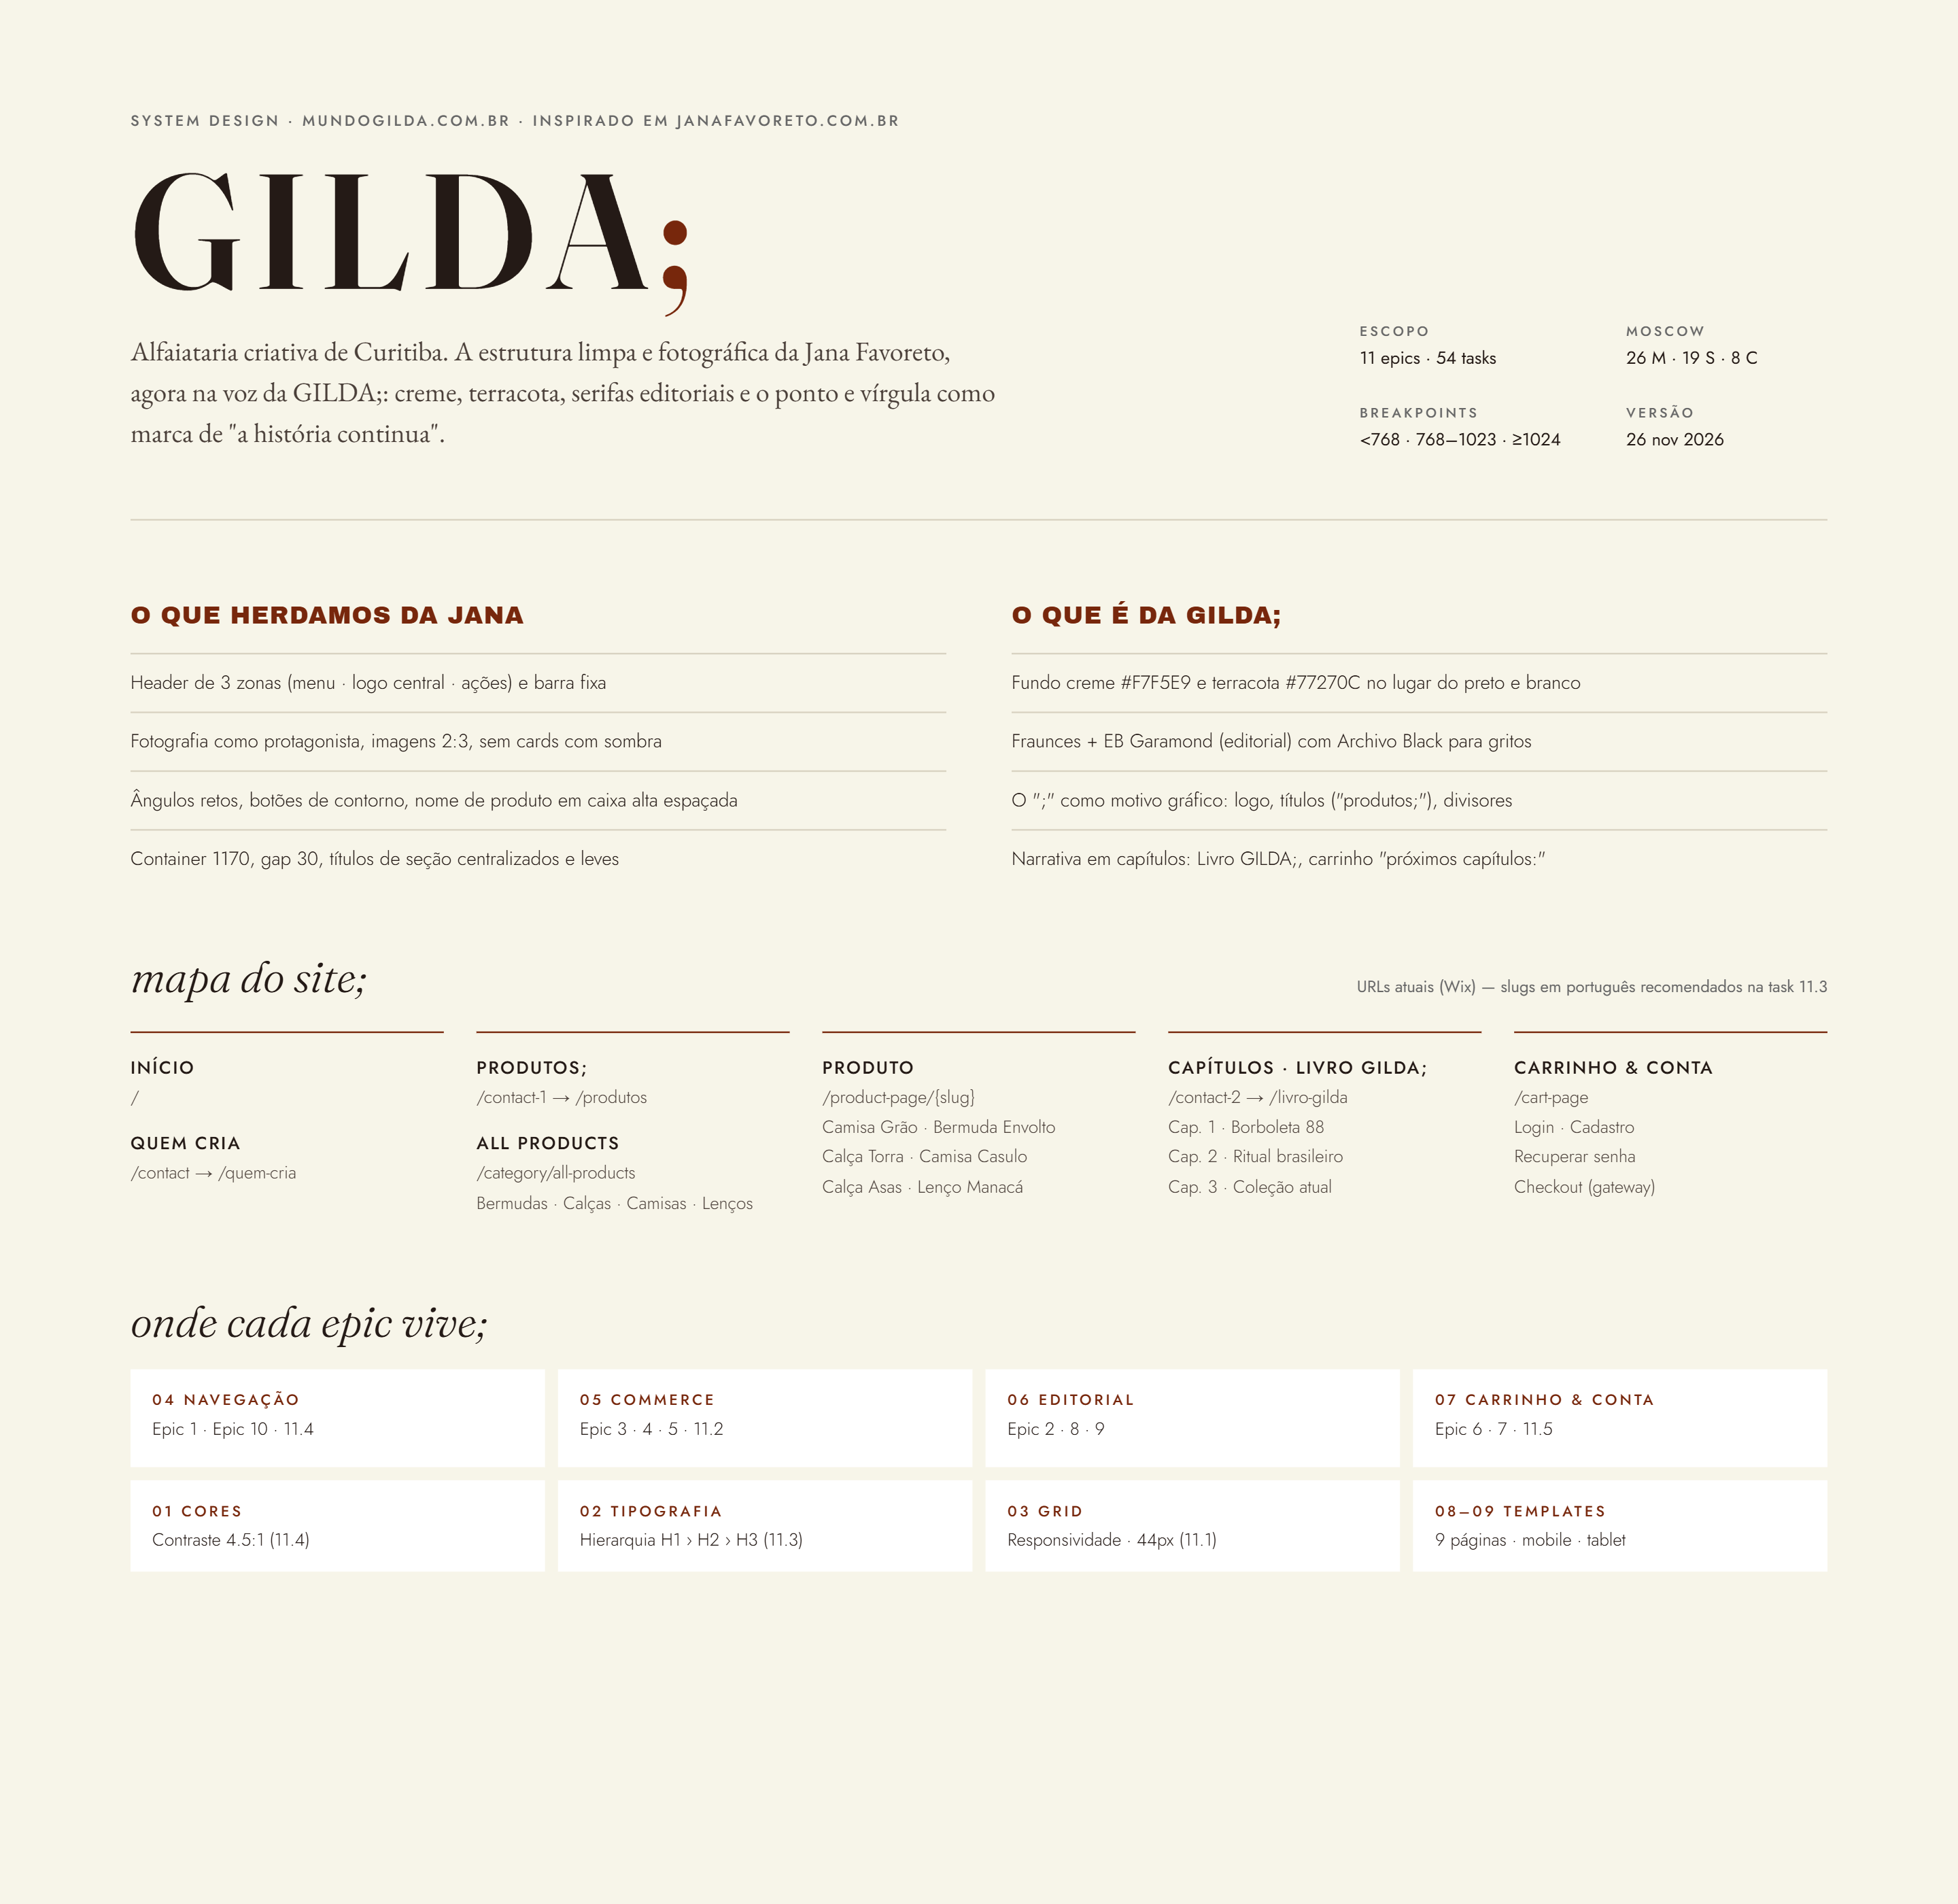 SYSTEM DESIGN · MUNDOGILDA.COM.BR · INSPIRADO EM JANAFAVORETO.COM.BR
GILDA;
Alfaiataria criativa de Curitiba. A estrutura limpa e fotográfica da Jana Favoreto,
agora na voz da GILDA;: creme, terracota, serifas editoriais e o ponto e vírgula como
marca de "a história continua".
ESCOPO
11 epics · 54 tasks
MOSCOW
26 M · 19 S · 8 C
BREAKPOINTS
<768 · 768–1023 · ≥1024
VERSÃO
26 nov 2026
O QUE HERDAMOS DA JANA
Header de 3 zonas (menu · logo central · ações) e barra fixa
Fotografia como protagonista, imagens 2:3, sem cards com sombra
Ângulos retos, botões de contorno, nome de produto em caixa alta espaçada
Container 1170, gap 30, títulos de seção centralizados e leves
O QUE É DA GILDA;
Fundo creme #F7F5E9 e terracota #77270C no lugar do preto e branco
Fraunces + EB Garamond (editorial) com Archivo Black para gritos
O ";" como motivo gráfico: logo, títulos ("produtos;"), divisores
Narrativa em capítulos: Livro GILDA;, carrinho "próximos capítulos:"
mapa do site;
URLs atuais (Wix) — slugs em português recomendados na task 11.3
INÍCIO
/
QUEM CRIA
/contact → /quem-cria
PRODUTOS;
/contact-1 → /produtos
ALL PRODUCTS
/category/all-products
Bermudas · Calças · Camisas · Lenços
PRODUTO
/product-page/{slug}
Camisa Grão · Bermuda Envolto
Calça Torra · Camisa Casulo
Calça Asas · Lenço Manacá
CAPÍTULOS · LIVRO GILDA;
/contact-2 → /livro-gilda
Cap. 1 · Borboleta 88
Cap. 2 · Ritual brasileiro
Cap. 3 · Coleção atual
CARRINHO & CONTA
/cart-page
Login · Cadastro
Recuperar senha
Checkout (gateway)
onde cada epic vive;
04 NAVEGAÇÃO
Epic 1 · Epic 10 · 11.4
05 COMMERCE
Epic 3 · 4 · 5 · 11.2
06 EDITORIAL
Epic 2 · 8 · 9
07 CARRINHO & CONTA
Epic 6 · 7 · 11.5
01 CORES
Contraste 4.5:1 (11.4)
02 TIPOGRAFIA
Hierarquia H1 › H2 › H3 (11.3)
03 GRID
Responsividade · 44px (11.1)
08–09 TEMPLATES
9 páginas · mobile · tablet